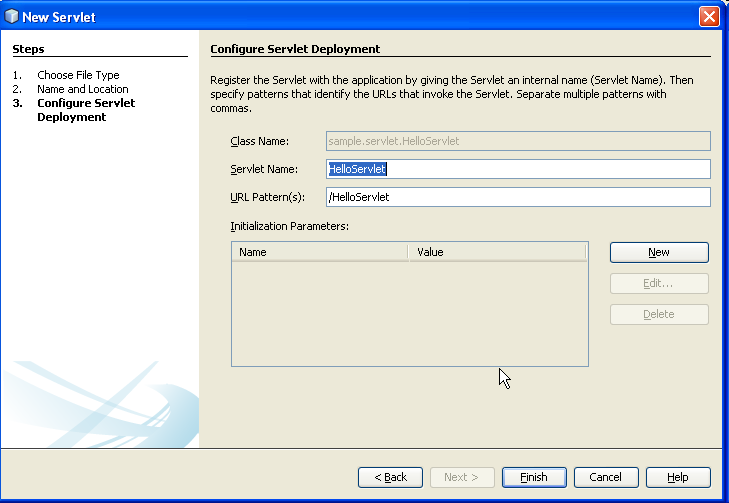 New Servlet
Steps
1. Choose File Type
2. Name and Location
3. Configure Servlet
Deployment
Configure Servlet Deployment
Register the Servlet with the application by giving the Servlet an internal name (Servlet Name). Then
specify patterns that identify the URLs that invoke the Servlet. Separate multiple patterns with
commas.
Class Name: sample.servlet.HelloServlet
Servlet Name: HelloServlet
URL Pattern(s): /HelloServlet
Initialization Parameters:
Name Value
New
Edit...
Delete
< Back Next > Finish Cancel Help